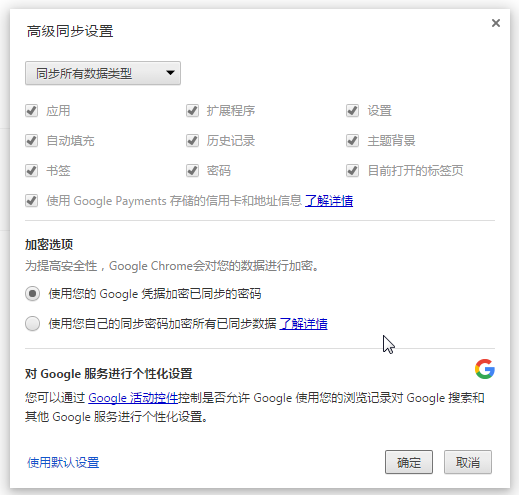 高级同步设置
同步所有数据类型
应用 扩展程序 设置
自动填充 历史记录 主题背景
书签 密码 目前打开的标签页
使用 Google Payments 存储的信用卡和地址信息 了解详情
加密选项
为提高安全性，Google Chrome会对您的数据进行加密。
使用您的 Google 凭据加密已同步的密码
使用您自己的同步密码加密所有已同步数据 了解详情
对 Google 服务进行个性化设置
您可以通过 Google 活动控件控制是否允许 Google 使用您的浏览记录对 Google 搜索和
其他 Google 服务进行个性化设置。
使用默认设置 确定 取消